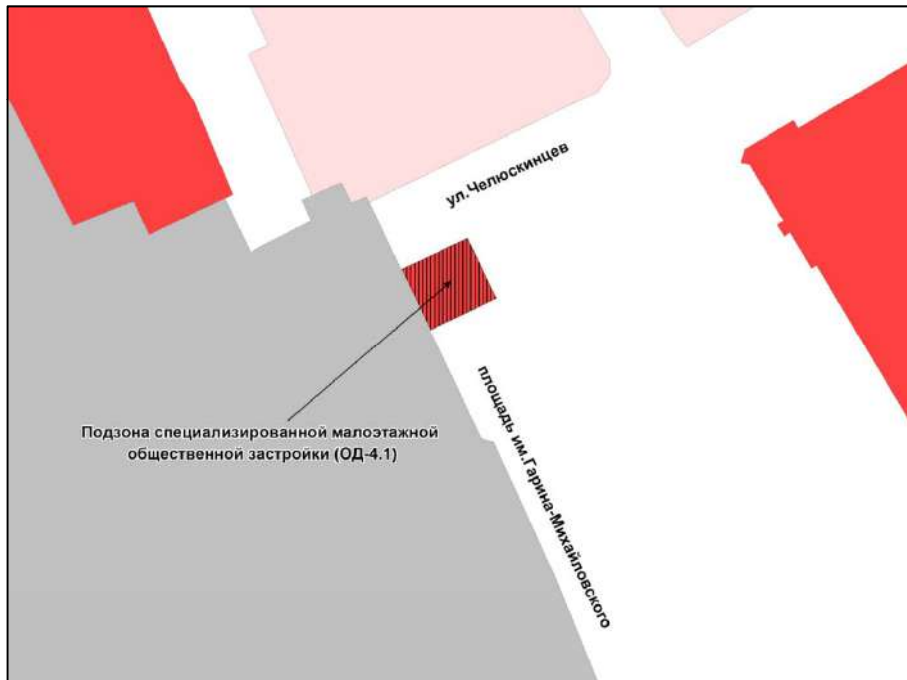 ул.Челюскинцев
площадь им.Гарина-Михайловского
Подзона специализированной малоэтажной
общественной застройки (ОД-4.1)